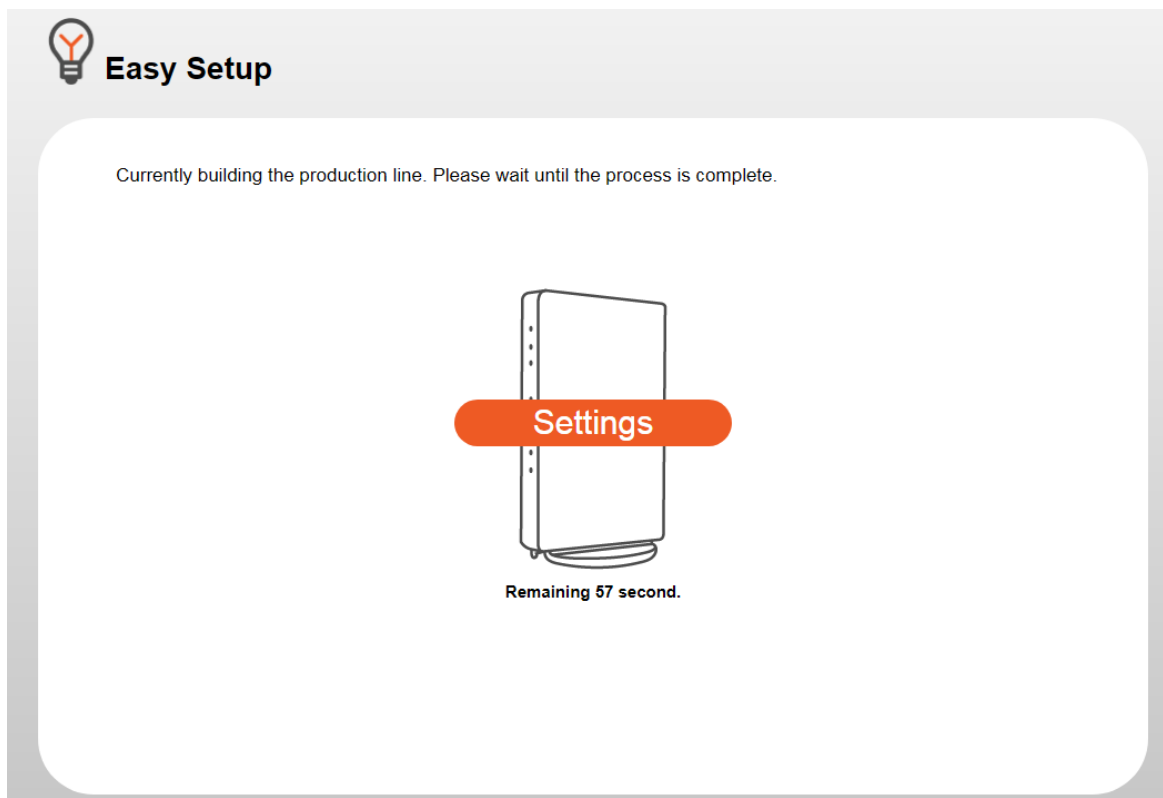 Easy Setup
Currently building the production line. Please wait until the process is complete.
Settings
Remaining 57 second.